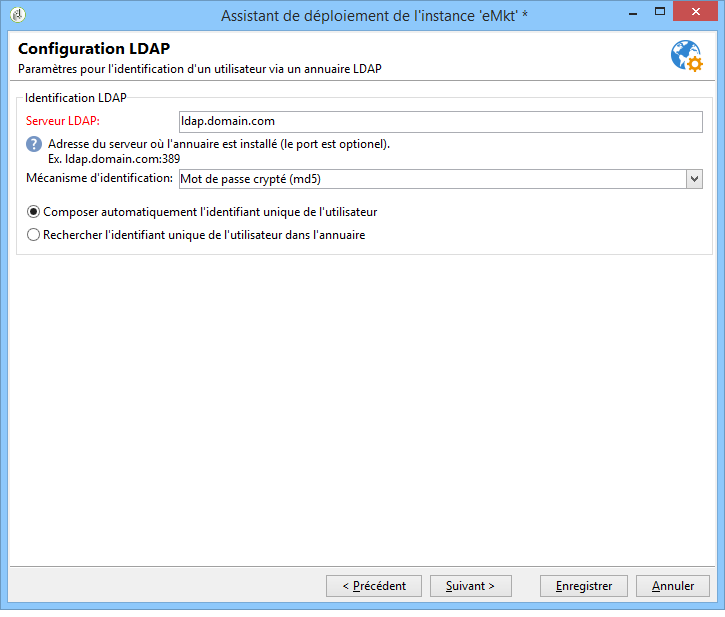 Assistant de déploiement de l'instance 'eMkt' *
Configuration LDAP
Paramètres pour l'identification d'un utilisateur via un annuaire LDAP
Identification LDAP
Serveur LDAP: ldap.domain.com
? Adresse du serveur où l'annuaire est installé (le port est optionel).
Ex. ldap.domain.com:389
Mécanisme d'identification: Mot de passe crypté (md5)
Composer automatiquement l'identifiant unique de l'utilisateur
Rechercher l'identifiant unique de l'utilisateur dans l'annuaire
< Précédent Suivant > Enregistrer Annuler